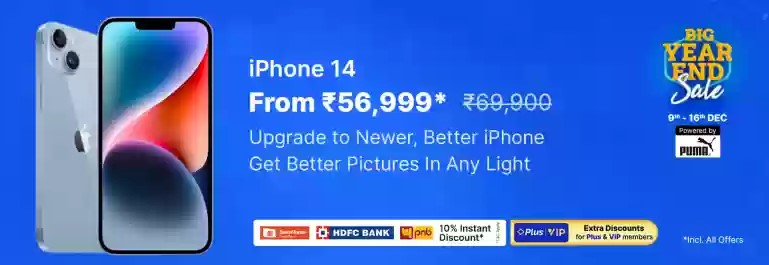 iPhone 14
From ₹56,999* ₹69,900
Upgrade to Newer, Better iPhone
Get Better Pictures In Any Light
BIG
YEAR
END
Sale
9th - 16th DEC
Powered by
PUMA
HDFC BANK
pnb
10% Instant
Discount*
Plus VIP
Extra Discounts
for Plus & VIP members
*Incl. All Offers